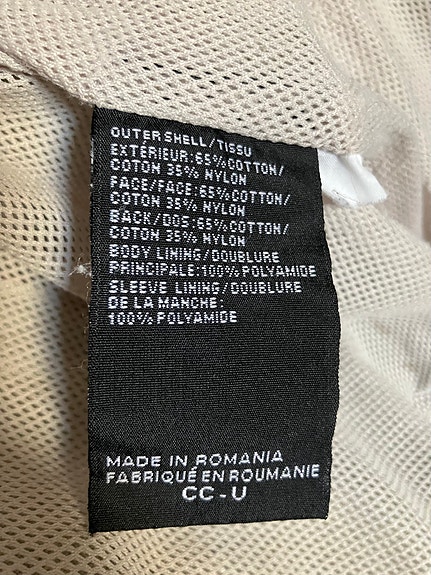 OUTER SHELL/TISSU
EXTÉRIEUR:65%COTTON/
COTON 35% NYLON
FACE/FACE:65%COTTON/
COTON 35% NYLON
BACK/DOS:65%COTTON/
COTON 35% NYLON
BODY LINING/DOUBLURE
PRINCIPALE:100% POLYAMIDE
SLEEVE LINING/DOUBLURE
DE LA MANCHE:
100% POLYAMIDE
MADE IN ROMANIA
FABRIQUÉ EN ROUMANIE
CC-U